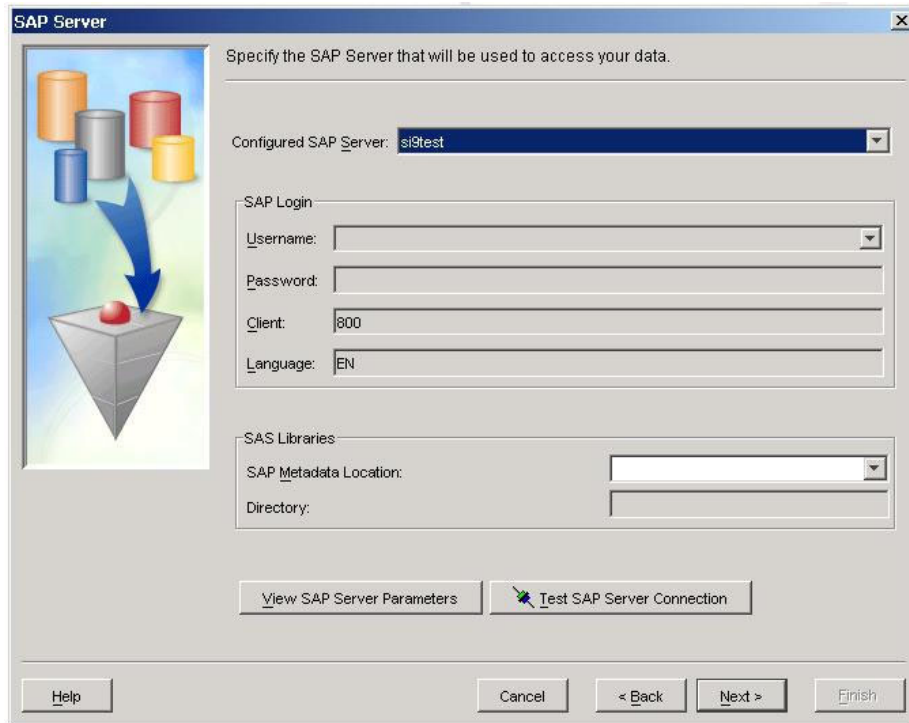 SAP Server
Specify the SAP Server that will be used to access your data.
Configured SAP Server: si9test
SAP Login
Username:
Password:
Client: 800
Language: EN
SAS Libraries
SAP Metadata Location:
Directory:
View SAP Server Parameters Test SAP Server Connection
Help Cancel < Back Next > Finish